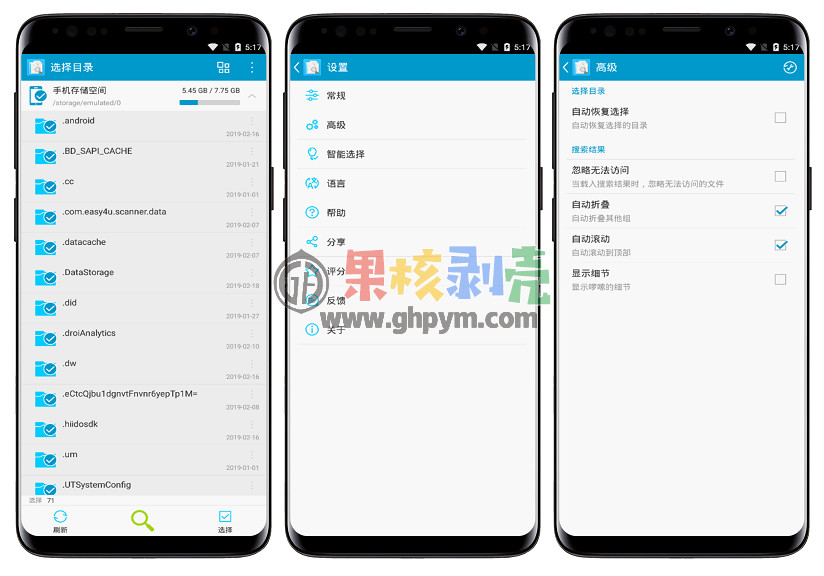 5:17
选择目录
手机存储空间
5.45 GB / 7.75 GB
/storage/emulated/0
.android
2019-02-16
.BD_SAPI_CACHE
2019-01-21
.cc
2019-01-01
.com.easy4u.scanner.data
2019-02-07
.datacache
2019-02-07
.DataStorage
2019-02-18
.did
2019-01-27
.droiAnalytics
2019-02-10
.dw
2019-02-16
.eCtcQjbu1dgnvtFnvnr6yepTp1M=
2019-02-08
.hiidosdk
2019-02-16
.um
2019-01-01
.UTSystemConfig
选择 71
刷新
选择
5:17
设置
常规
高级
智能选择
语言
帮助
分享
评分
反馈
关于
5:17
高级
选择目录
自动恢复选择
自动恢复选择的目录
搜索结果
忽略无法访问
当载入搜索结果时，忽略无法访问的文件
自动折叠
自动折叠其他组
自动滚动
自动滚动到顶部
显示细节
显示啰嗦的细节
果核剥壳
www.ghpym.com